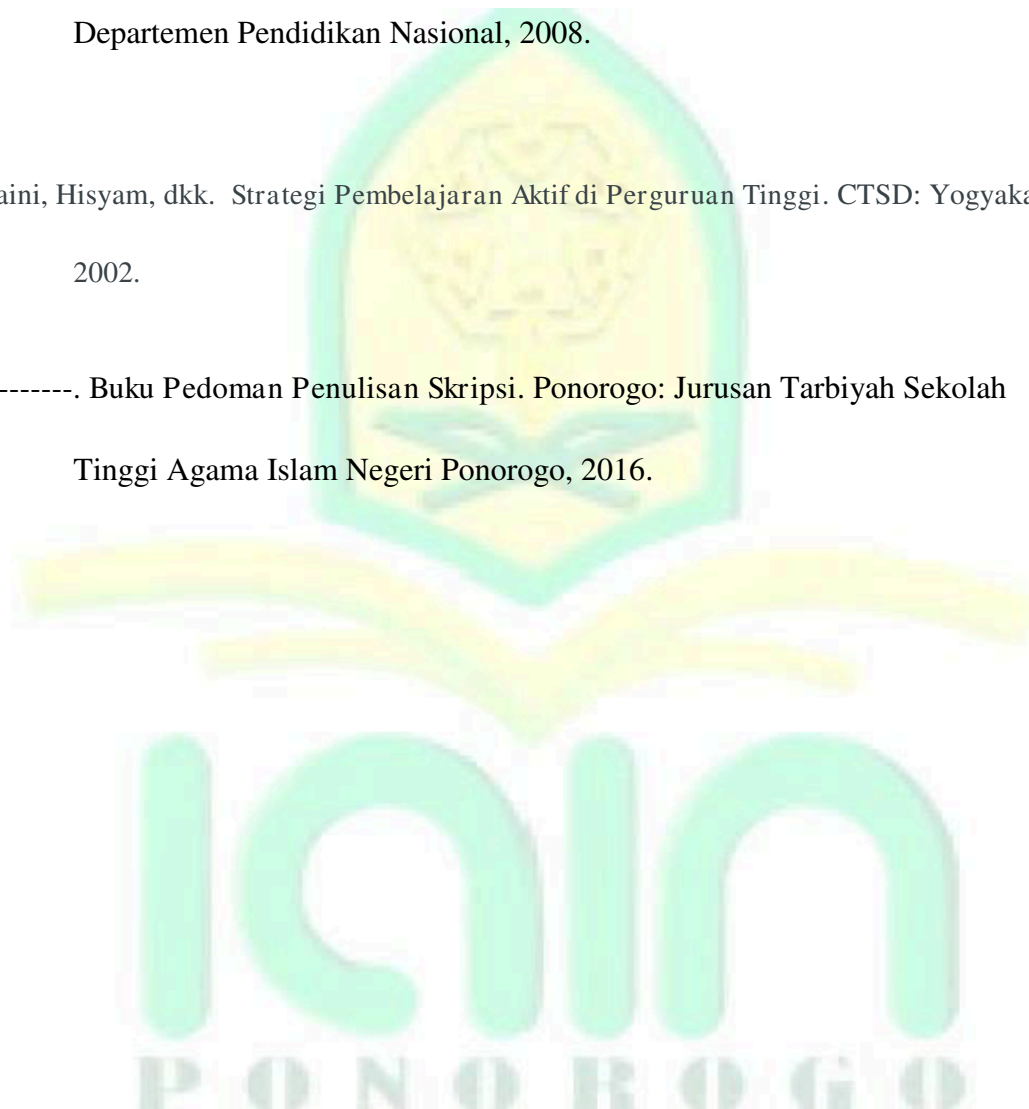 Departemen Pendidikan Nasional, 2008.
aini, Hisyam, dkk. Strategi Pembelajaran Aktif di Perguruan Tinggi. CTSD: Yogyaka
2002.
-------. Buku Pedoman Penulisan Skripsi. Ponorogo: Jurusan Tarbiyah Sekolah
Tinggi Agama Islam Negeri Ponorogo, 2016.
iain
PONOROGO